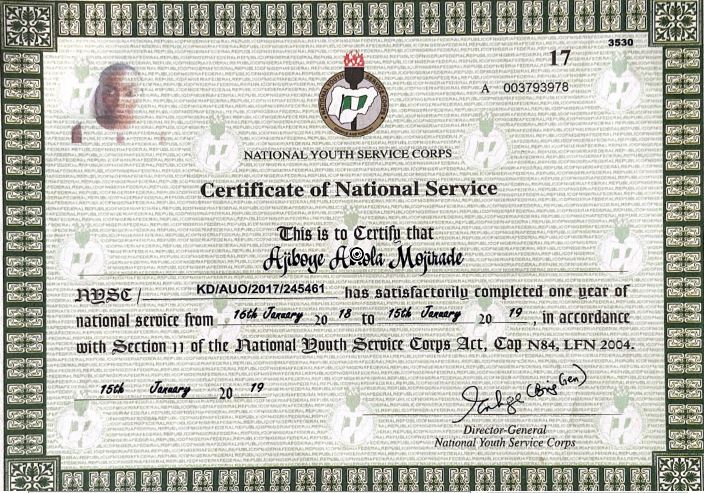 3530
17
A 003793978
NATIONAL YOUTH SERVICE CORPS
Certificate of National Service
This is to Certify that
Ajiboye Mojirade
NYSC / KD/AUO/2017/245461 has satisfactorily completed one year of
national service from 16th January 20 18 to 15th January 20 19 , in accordance
with Section 11 of the National Youth Service Corps Act, Cap N84, LFN 2004.
15th January 20 19
(Brig Gen)
Director-General
National Youth Service Corps